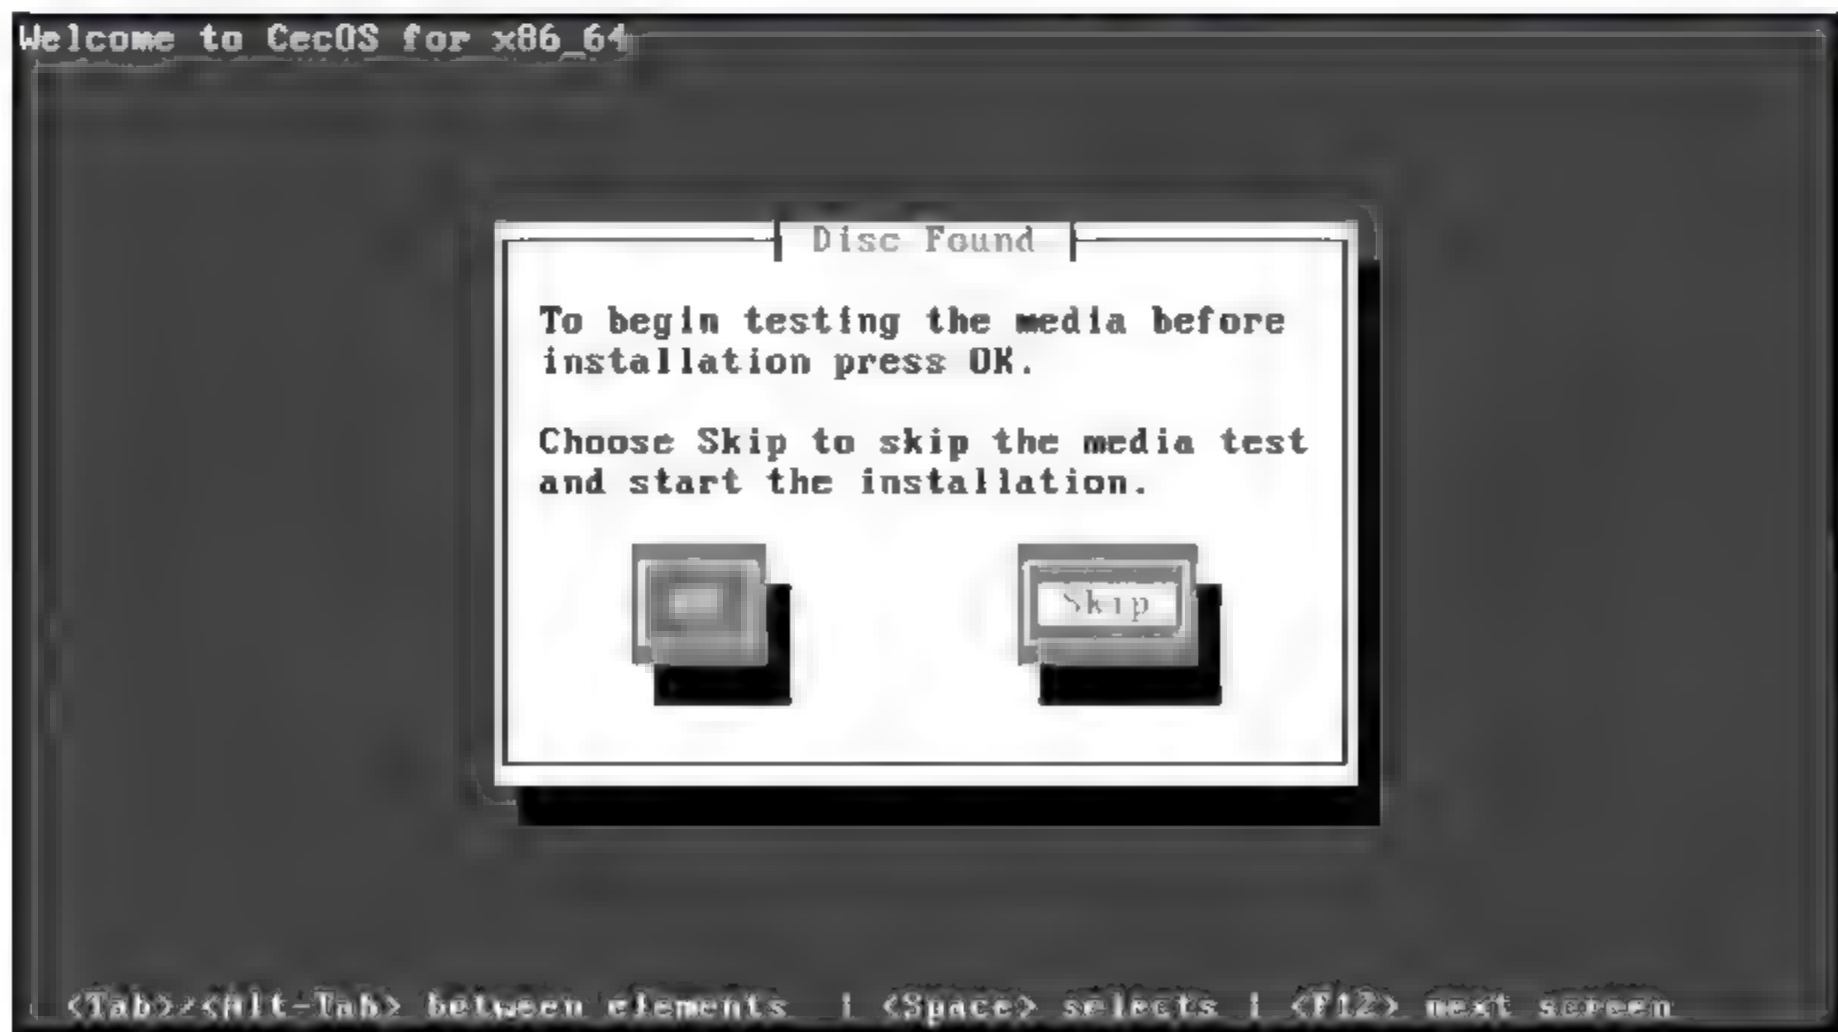 Welcome to CecOS for x86_64
Disc Found
To begin testing the media before
installation press OK.
Choose Skip to skip the media test
and start the installation.
Skip
<Tab>/<Alt-Tab> between elements | <Space> selects | <F12> next screen